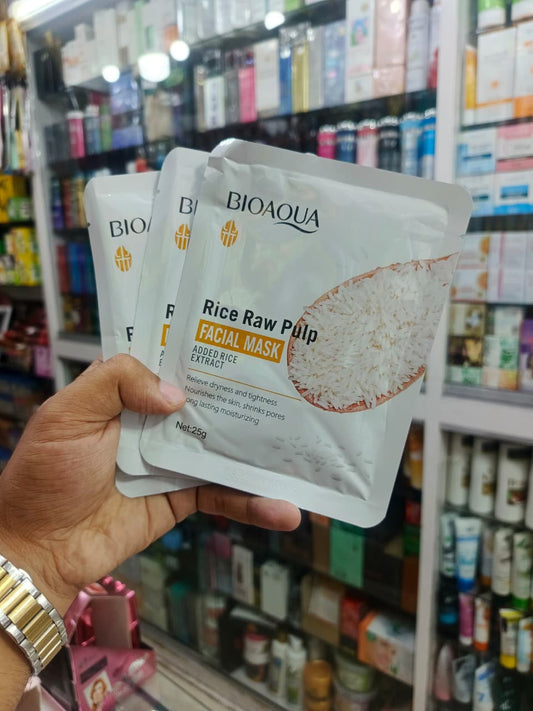 BIOAQUA
BIOAQUA
Rice Raw Pulp
FACIAL MASK
ADDED RICE
EXTRACT
Relieve dryness and tightness
Nourishes the skin, shrinks pores
ong lasting moisturizing
Net:25g